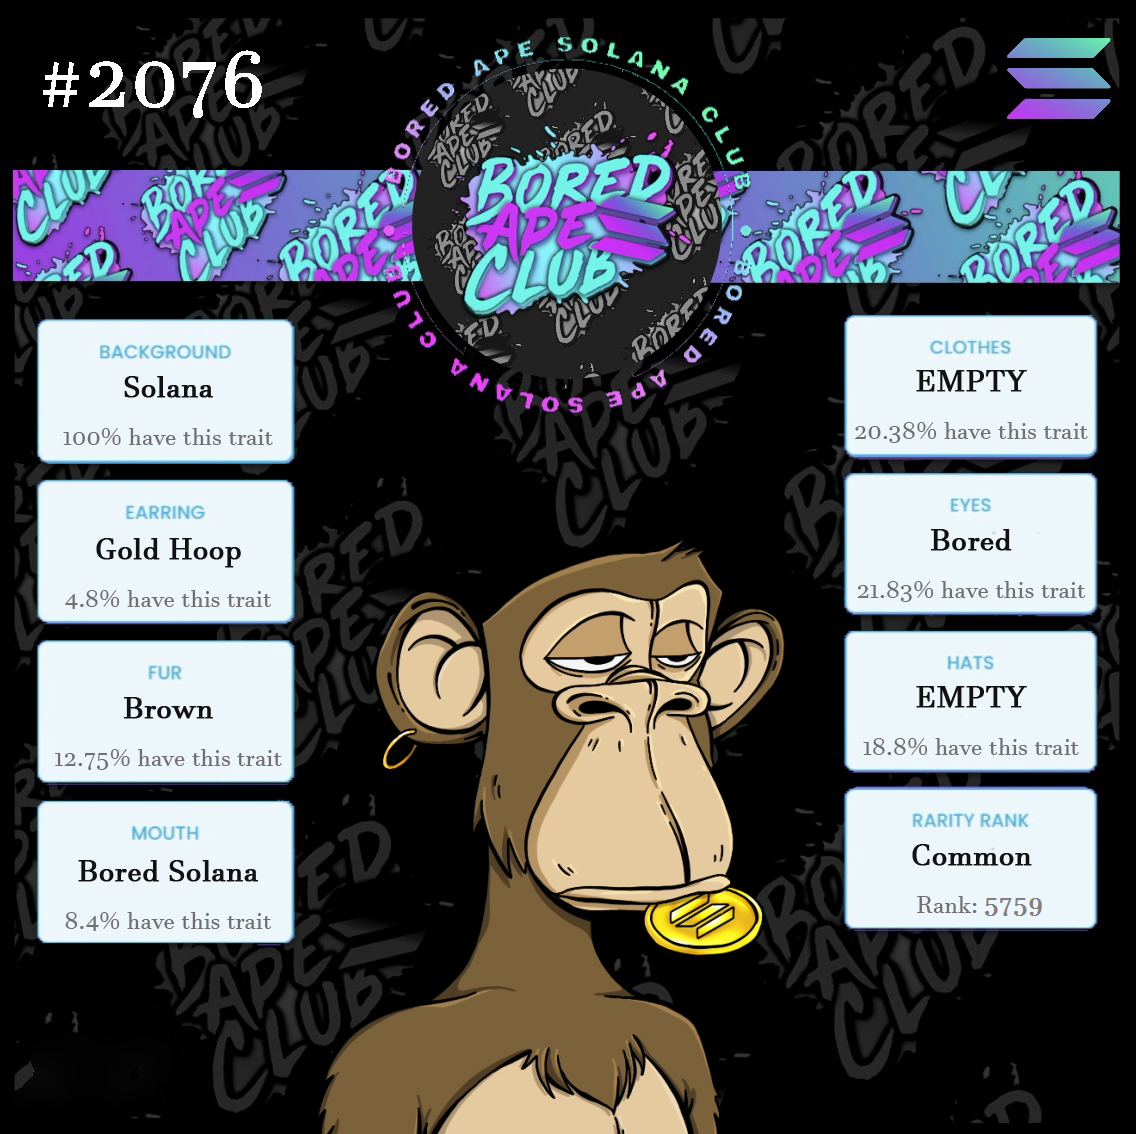 #2076
BORED APE SOLANA CLUB
BORED APE SOLANA CLUB
BORED
APE
CLUB
BACKGROUND
Solana
100% have this trait
EARRING
Gold Hoop
4.8% have this trait
FUR
Brown
12.75% have this trait
MOUTH
Bored Solana
8.4% have this trait
CLOTHES
EMPTY
20.38% have this trait
EYES
Bored
21.83% have this trait
HATS
EMPTY
18.8% have this trait
RARITY RANK
Common
Rank: 5759